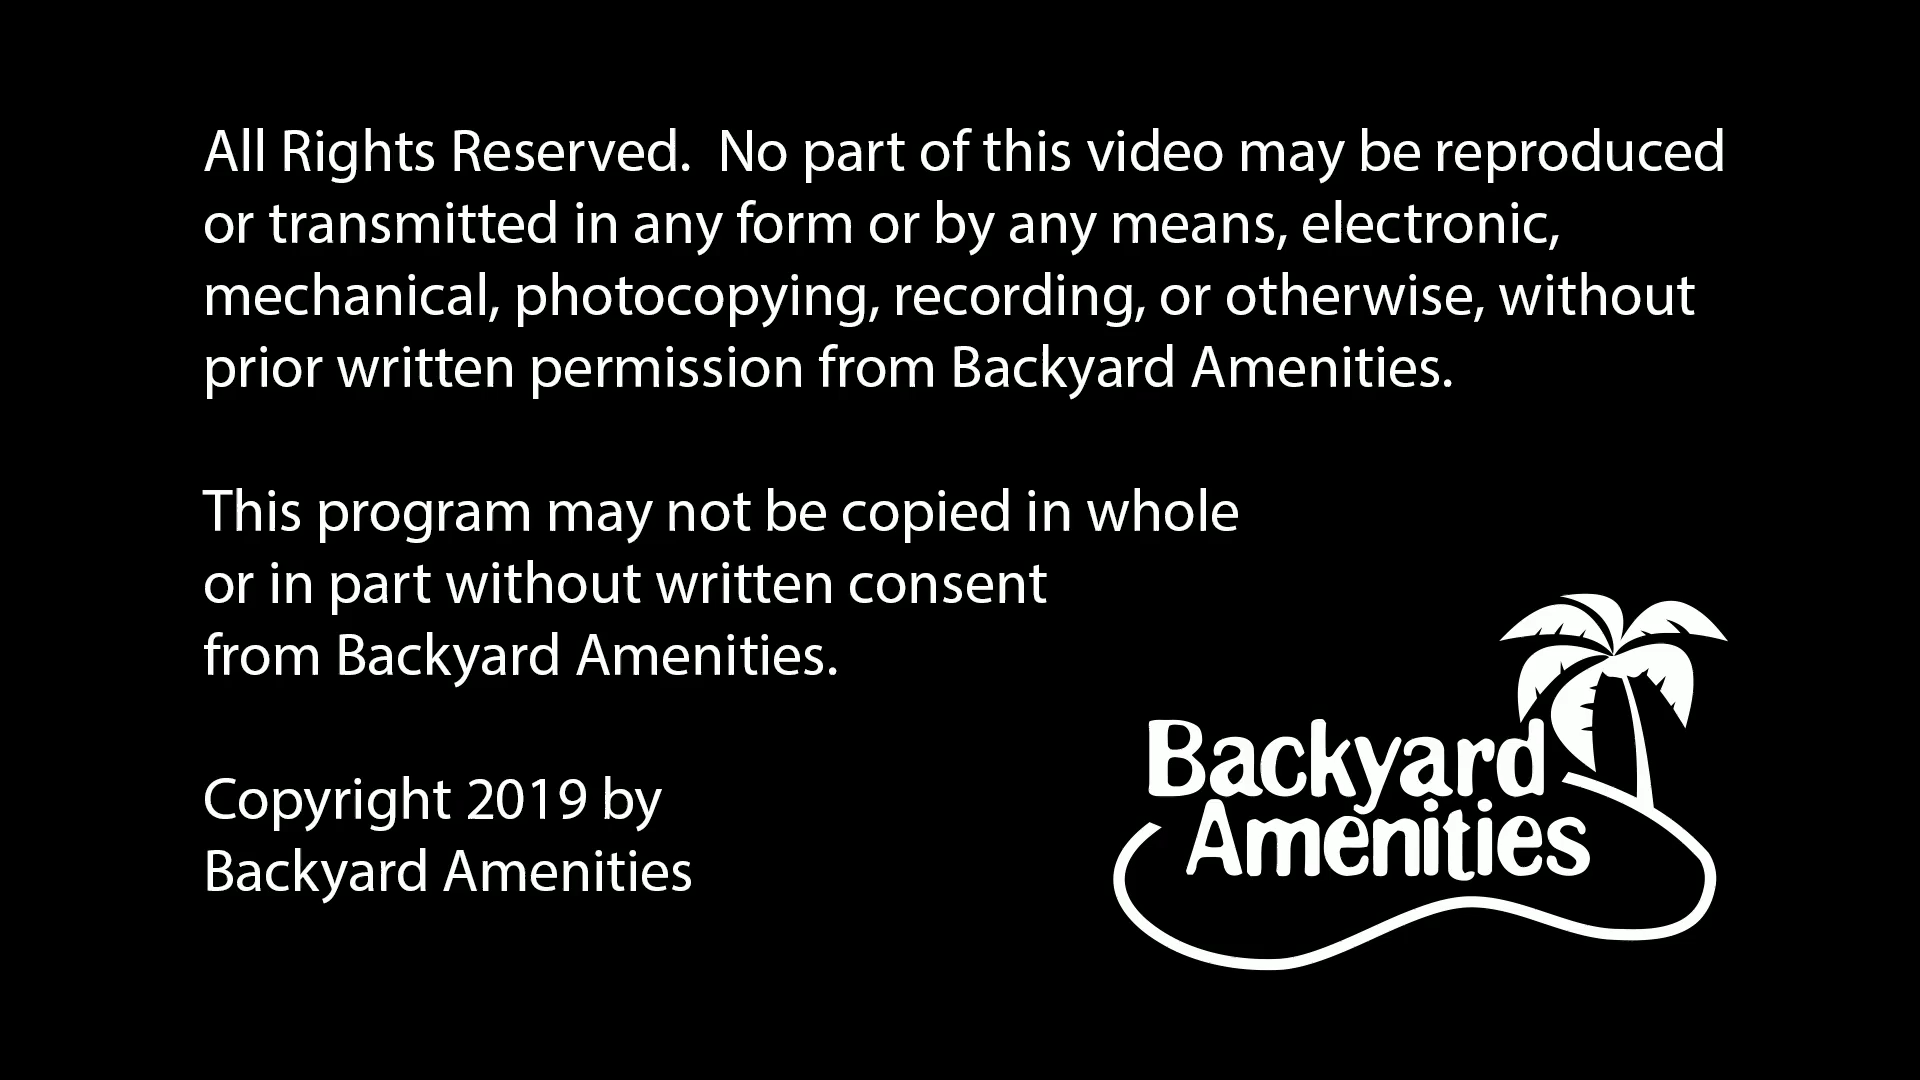 All Rights Reserved.  No part of this video may be reproduced
or transmitted in any form or by any means, electronic,
mechanical, photocopying, recording, or otherwise, without
prior written permission from Backyard Amenities.
This program may not be copied in whole
or in part without written consent
from Backyard Amenities.
Copyright 2019 by
Backyard Amenities
Backyard
Amenities